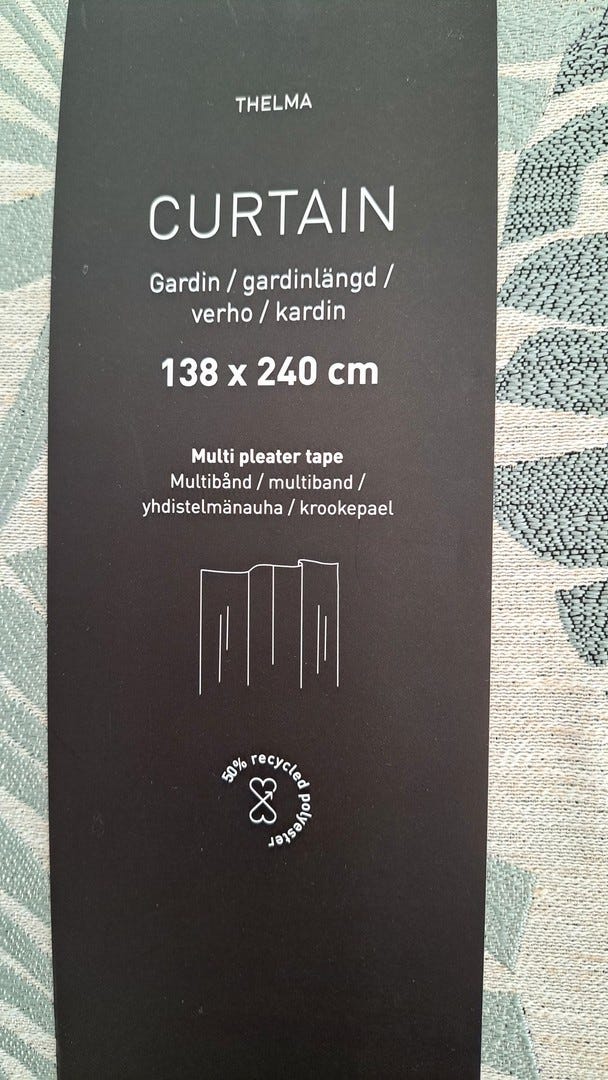 THELMA
CURTAIN
Gardin / gardinlängd /
verho / kardin
138 x 240 cm
Multi pleater tape
Multibånd / multiband /
yhdistelmänauha / krookepael
50% recycled polyester